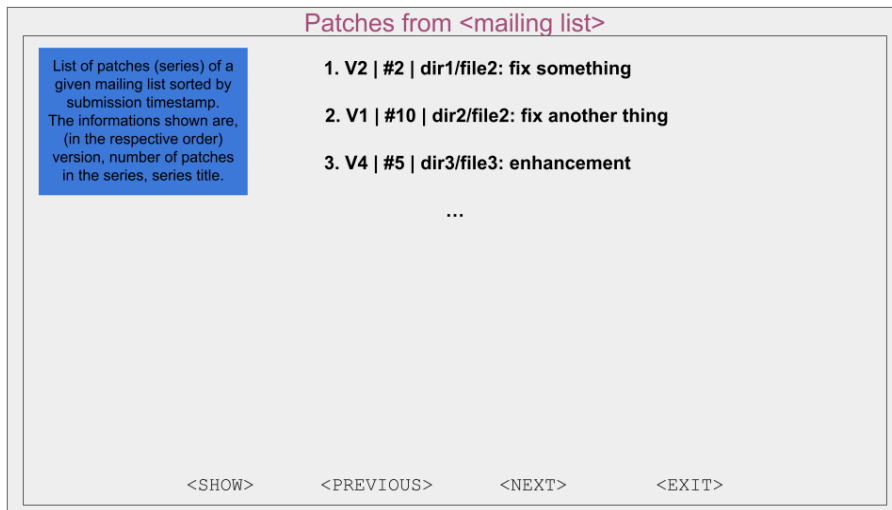 Patches from <mailing list>
List of patches (series) of a
given mailing list sorted by
submission timestamp.
The informations shown are,
(in the respective order)
version, number of patches
in the series, series title.
1. V2 | #2 | dir1/file2: fix something
2. V1 | #10 | dir2/file2: fix another thing
3. V4 | #5 | dir3/file3: enhancement
...
<SHOW> <PREVIOUS> <NEXT> <EXIT>